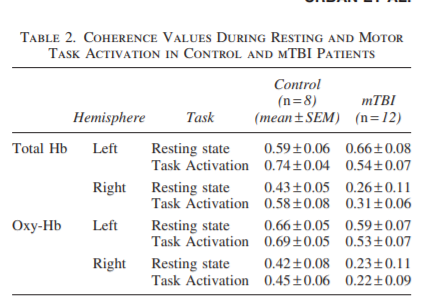 TABLE 2. COHERENCE VALUES DURING RESTING AND MOTOR
TASK ACTIVATION IN CONTROL AND MTBI PATIENTS
Control
(n=8) mTBI
Hemisphere Task (mean±SEM) (n=12)
Total Hb Left Resting state 0.59±0.06 0.66±0.08
Task Activation 0.74±0.04 0.54±0.07
Right Resting state 0.43±0.05 0.26±0.11
Task Activation 0.58±0.08 0.31±0.06
Oxy-Hb Left Resting state 0.66±0.05 0.59±0.07
Task Activation 0.69±0.05 0.53±0.07
Right Resting state 0.42±0.08 0.23±0.11
Task Activation 0.45±0.06 0.22±0.09